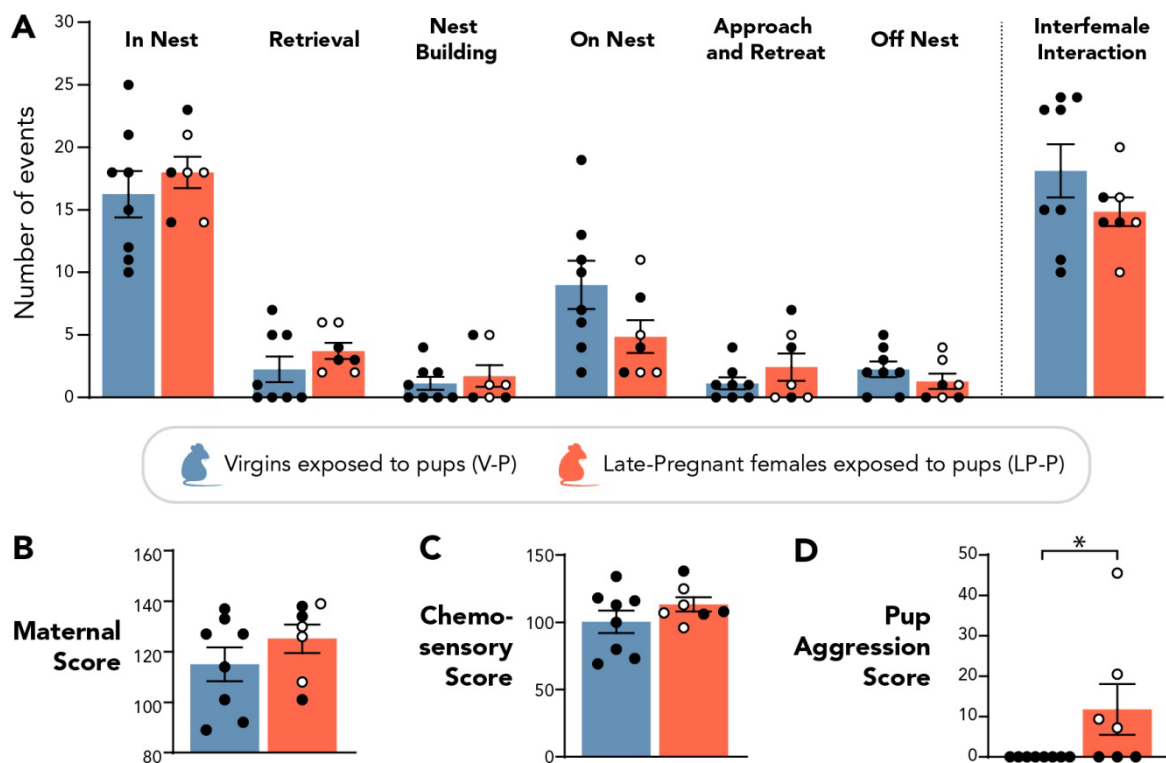 A
30
25
20
15
10
5
0
Number of events
In Nest
Retrieval
Nest
Building
On Nest
Approach
and Retreat
Off Nest
Interfemale
Interaction
Virgins exposed to pups (V-P)
Late-Pregnant females exposed to pups (LP-P)
B
Maternal
Score
160
140
120
100
80
C
Chemo-
sensory
Score
150
100
50
0
D
Pup
Aggression
Score
50
40
30
20
10
0
*